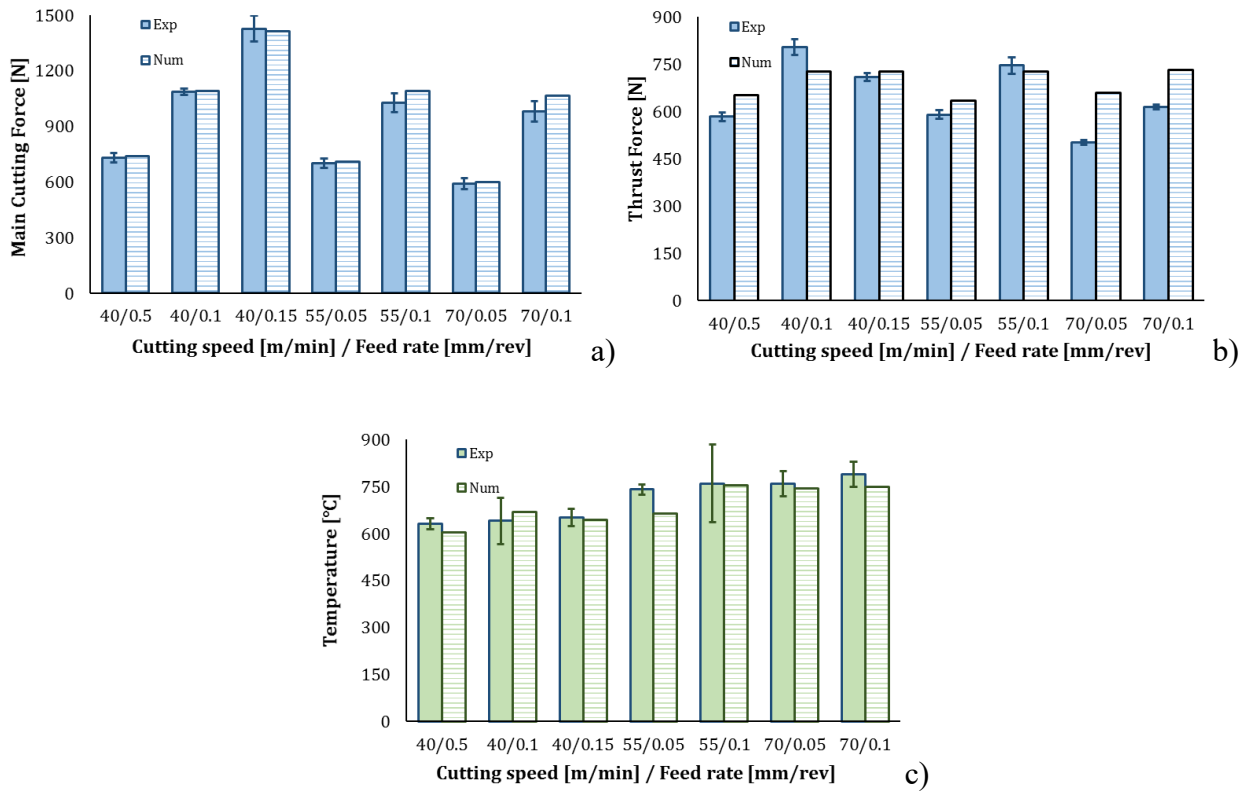 Main Cutting Force [N]
1500
1200
900
600
300
0
Exp
Num
40/0.5 40/0.1 40/0.15 55/0.05 55/0.1 70/0.05 70/0.1
Cutting speed [m/min] / Feed rate [mm/rev]
a)
Thrust Force [N]
900
750
600
450
300
150
0
Exp
Num
40/0.5 40/0.1 40/0.15 55/0.05 55/0.1 70/0.05 70/0.1
Cutting speed [m/min] / Feed rate [mm/rev]
b)
Temperature [°C]
900
750
600
450
300
150
0
Exp
Num
40/0.5 40/0.1 40/0.15 55/0.05 55/0.1 70/0.05 70/0.1
Cutting speed [m/min] / Feed rate [mm/rev]
c)